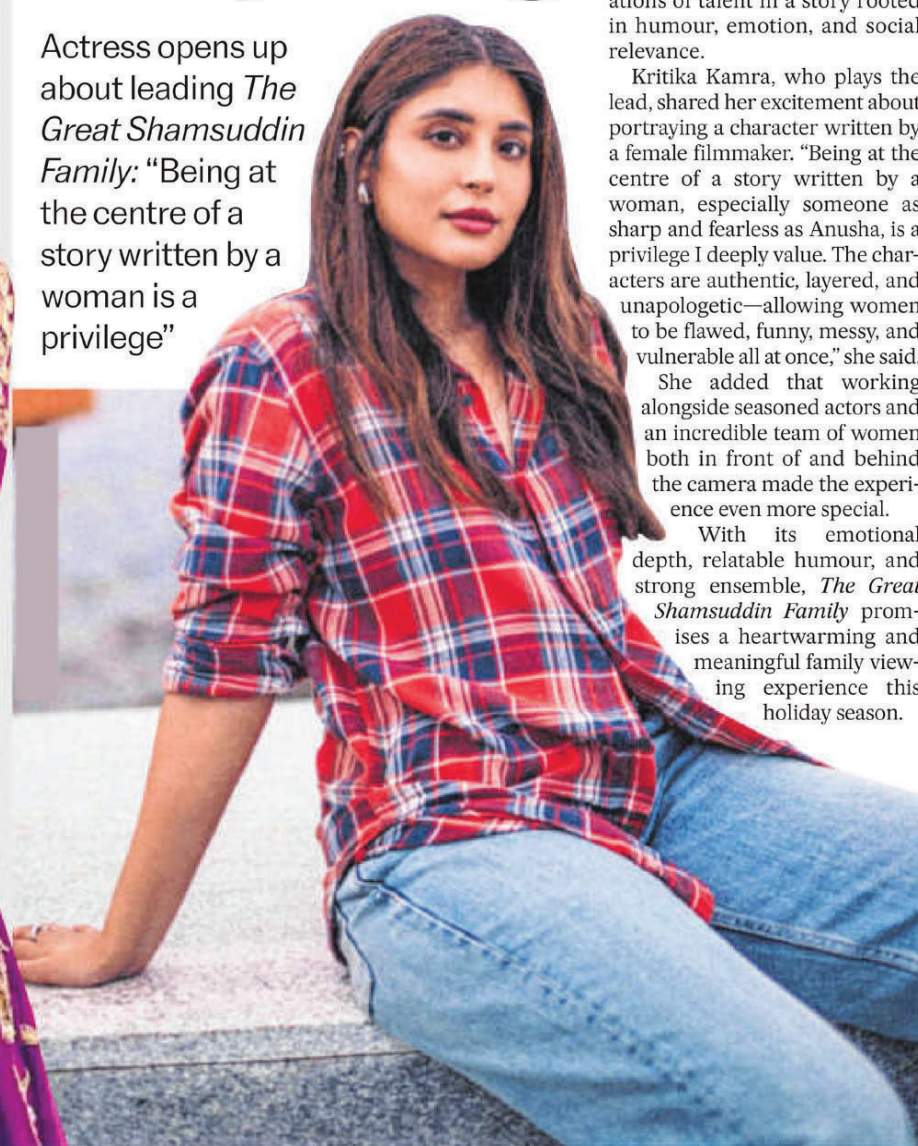 Actress opens up
about leading The
Great Shamsuddin
Family: “Being at
the centre of a
story written by a
woman is a
privilege”
ations of talent in a story rooted
in humour, emotion, and social
relevance.
Kritika Kamra, who plays the
lead, shared her excitement about
portraying a character written by
a female filmmaker. “Being at the
centre of a story written by a
woman, especially someone as
sharp and fearless as Anusha, is a
privilege I deeply value. The char-
acters are authentic, layered, and
unapologetic—allowing women
to be flawed, funny, messy, and
vulnerable all at once,” she said.
She added that working
alongside seasoned actors and
an incredible team of women
both in front of and behind
the camera made the experi-
ence even more special.
With its emotional
depth, relatable humour, and
strong ensemble, The Great
Shamsuddin Family prom-
ises a heartwarming and
meaningful family view-
ing experience this
holiday season.